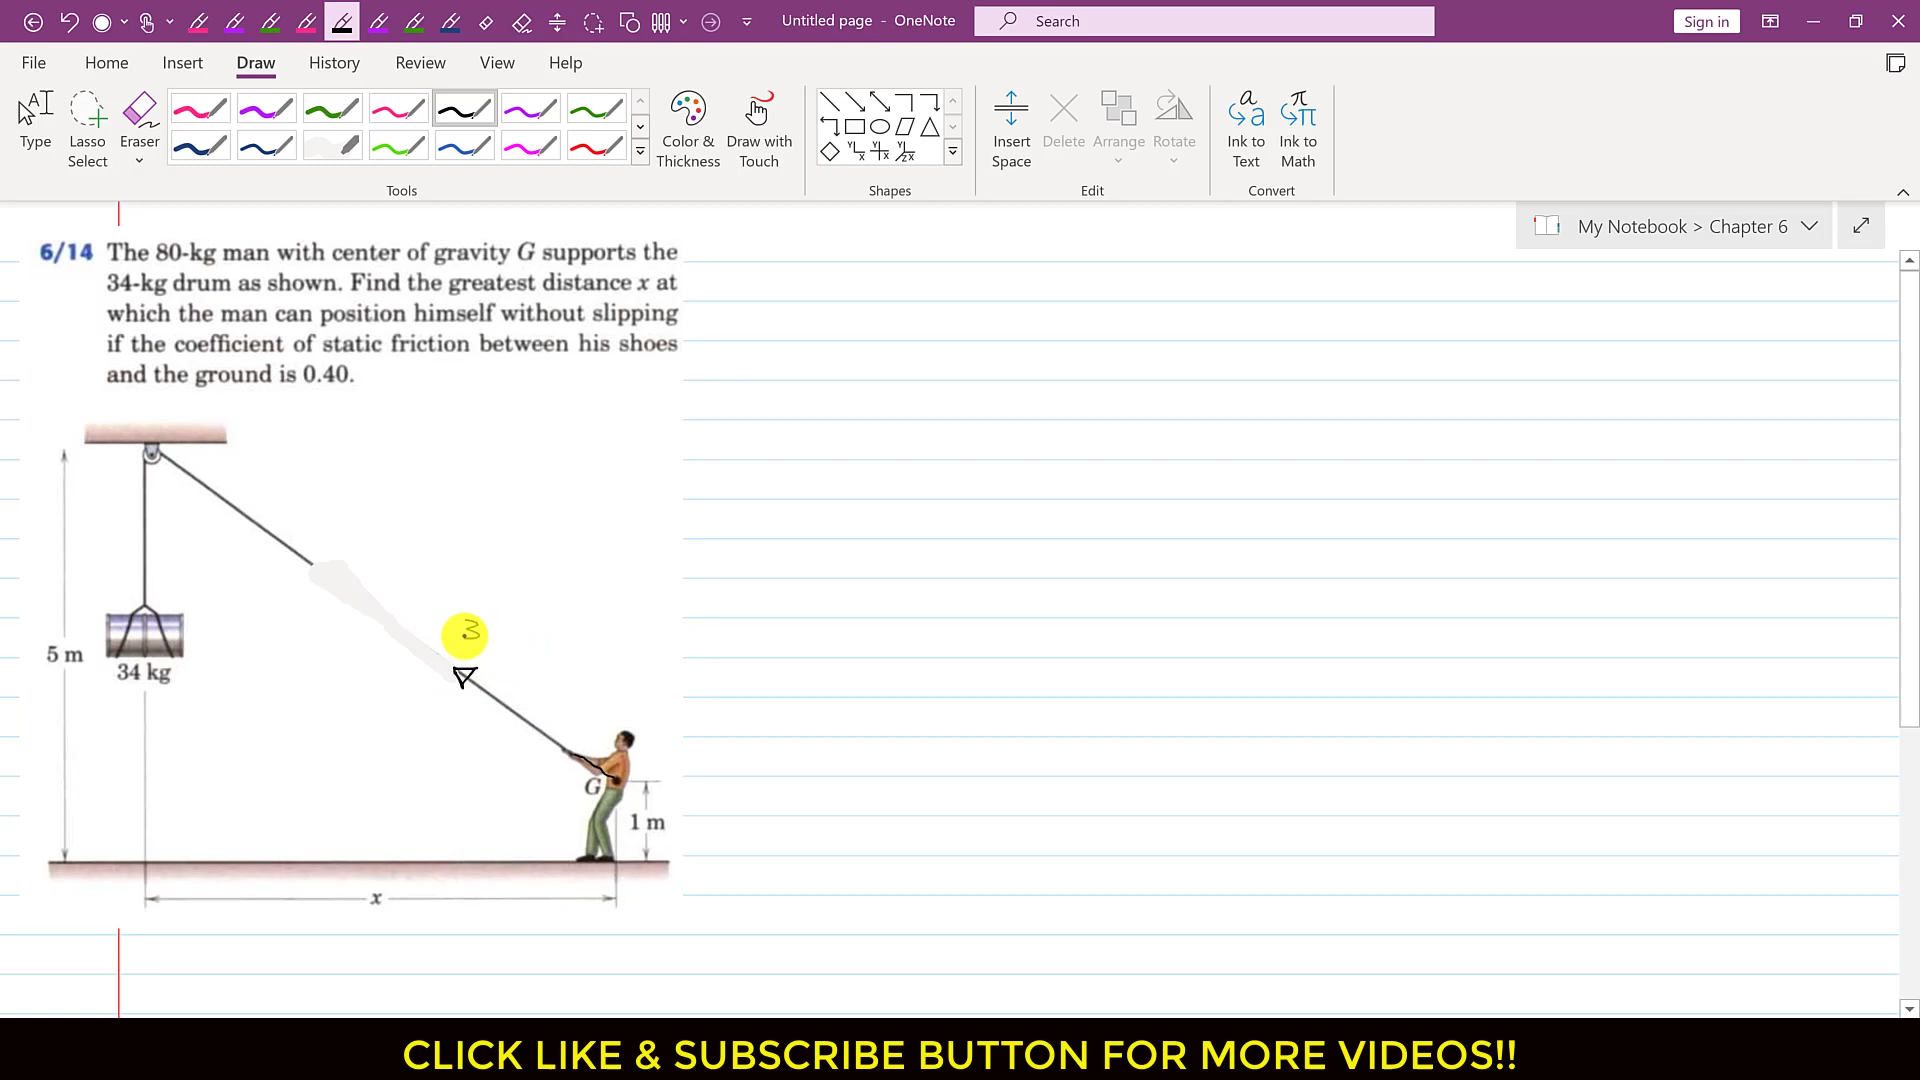 Untitled page - OneNote
Search
Sign in
File Home Insert Draw History Review View Help
Type
Lasso Select
Eraser
Color & Thickness
Draw with Touch
Insert Space
Delete
Arrange
Rotate
Ink to Text
Ink to Math
Tools
Shapes
Edit
Convert
My Notebook > Chapter 6
6/14 The 80-kg man with center of gravity G supports the
34-kg drum as shown. Find the greatest distance x at
which the man can position himself without slipping
if the coefficient of static friction between his shoes
and the ground is 0.40.
5 m
34 kg
G
1 m
x
CLICK LIKE & SUBSCRIBE BUTTON FOR MORE VIDEOS!!